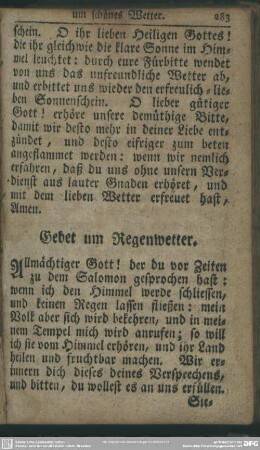 um schönes Wetter. 283
schein. O ihr lieben Heiligen Gottes!
die ihr gleichwie die klare Sonne im Him-
mel leuchtet: durch eure Fürbitte wendet
von uns das unfreundliche Wetter ab,
und erbittet uns wieder den erfreulich-lie-
ben Sonnenschein. O lieber gütiger
Gott! erhöre unsere demüthige Bitte,
damit wir desto mehr in deiner Liebe ent-
zündet, und desto eifriger zum beten
angeflammet werden: wenn wir nemlich
erfahren, daß du uns ohne unsern Ver-
dienst aus lauter Gnaden erhöret, und
mit dem lieben Wetter erfreuet hast,
Amen.
Gebet um Regenwetter.
Allmächtiger Gott! der du vor Zeiten
zu dem Salomon gesprochen hast:
wenn ich den Himmel werde schliessen,
und keinen Regen lassen fliessen: mein
Volk aber sich wird bekehren, und in mei-
nem Tempel mich wird anrufen; so will
ich sie vom Himmel erhören, und ihr Land
heilen und fruchtbar machen. Wir er-
innern dich dieses deines Versprechens,
und bitten, du wollest es an uns erfüllen.
Sie-